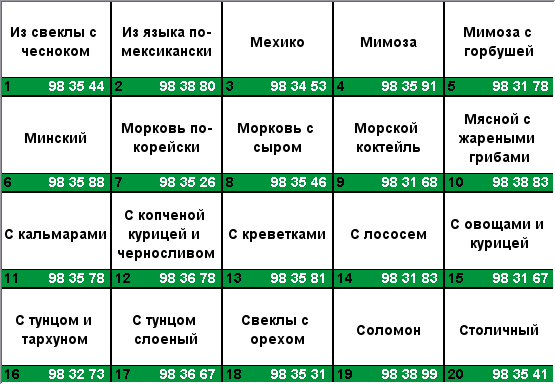 Из свеклы с
чесноком
1 98 35 44
Из языка по-
мексикански
2 98 38 80
Мехико
3 98 34 53
Мимоза
4 98 35 91
Мимоза с
горбушей
5 98 31 78
Минский
6 98 35 88
Морковь по-
корейски
7 98 35 26
Морковь с
сыром
8 98 35 46
Морской
коктейль
9 98 31 68
Мясной с
жареными
грибами
10 98 38 83
С кальмарами
11 98 35 78
С копченой
курицей и
черносливом
12 98 36 78
С креветками
13 98 35 81
С лососем
14 98 31 83
С овощами и
курицей
15 98 31 67
С тунцом и
тархуном
16 98 32 73
С тунцом
слоеный
17 98 36 67
Свеклы с
орехом
18 98 35 31
Соломон
19 98 38 99
Столичный
20 98 35 41